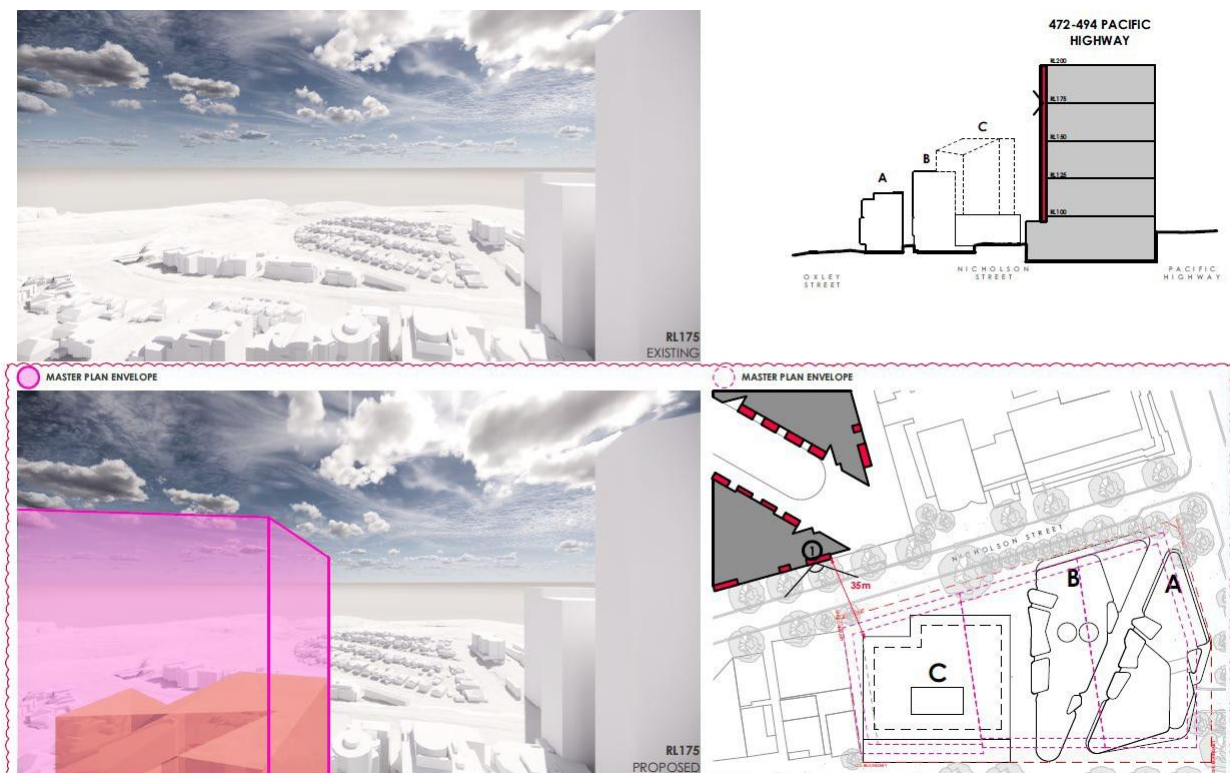 472-494 PACIFIC
HIGHWAY
RL200
RL175
RL150
RL125
RL100
C
B
A
OXLEY
STREET
NICHOLSON
STREET
PACIFIC
HIGHWAY
RL175
EXISTING
MASTER PLAN ENVELOPE
MASTER PLAN ENVELOPE
RL175
PROPOSED
1
35m
NICHOLSON STREET
B
A
C
BOUNDARY